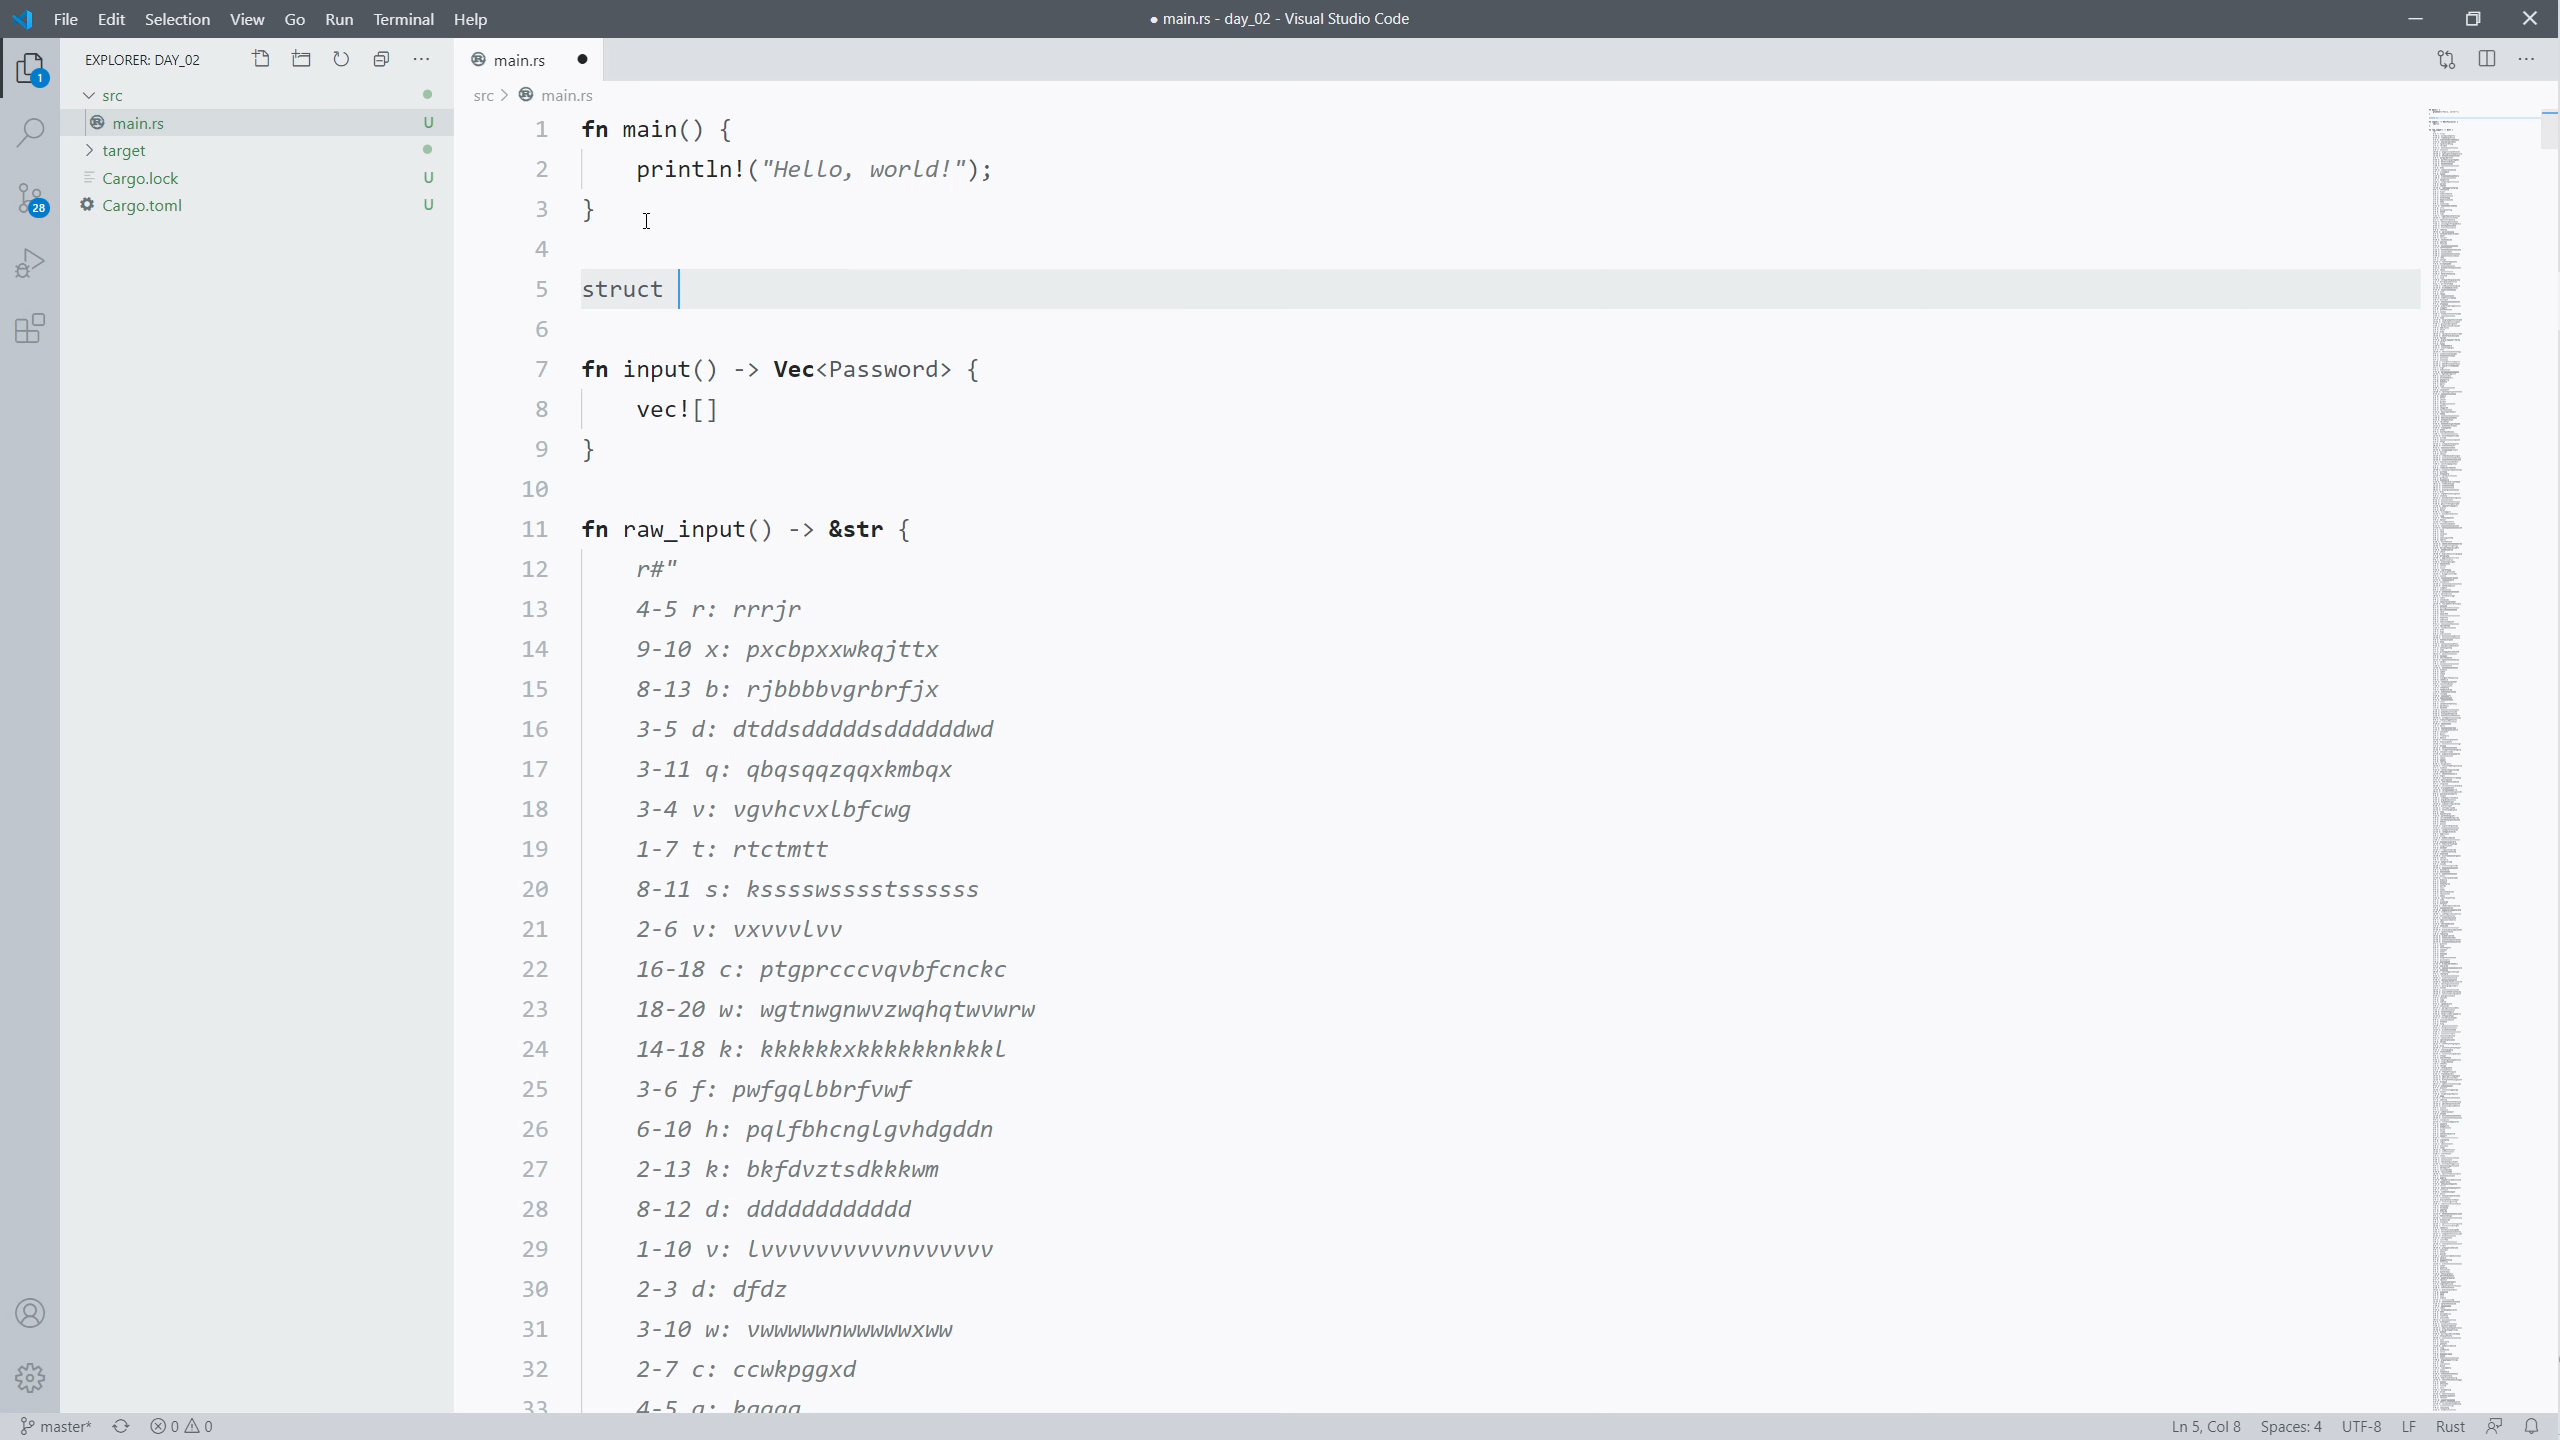 File Edit Selection View Go Run Terminal Help
● main.rs - day_02 - Visual Studio Code
EXPLORER: DAY_02
main.rs
1
src
src > main.rs
main.rs U
target
Cargo.lock U
Cargo.toml U
28
1 fn main() {
2 println!("Hello, world!");
3 }
4
5 struct
6
7 fn input() -> Vec<Password> {
8 vec![]
9 }
10
11 fn raw_input() -> &str {
12 r#"
13 4-5 r: rrrjr
14 9-10 x: pxcbpxxwkqjttx
15 8-13 b: rjbbbbvgrbrfjx
16 3-5 d: dtddsdddddsddddddwd
17 3-11 q: qbqsqqzqqxkmbqx
18 3-4 v: vgvhcvxlbfcwg
19 1-7 t: rtctmtt
20 8-11 s: kssssswsssstssssss
21 2-6 v: vxvvvlvv
22 16-18 c: ptgprcccvqvbfcnckc
23 18-20 w: wgtnwgnwvzwqhqtwvwrw
24 14-18 k: kkkkkkxkkkkkknkkkl
25 3-6 f: pwfgqlbbrfvwf
26 6-10 h: pqlfbhcnglgvhdgddn
27 2-13 k: bkfdvztsdkkkwm
28 8-12 d: dddddddddddd
29 1-10 v: lvvvvvvvvvvnvvvvvv
30 2-3 d: dfdz
31 3-10 w: vwwwwwnwwwwwxww
32 2-7 c: ccwkpggxd
33
master* 0 0
Ln 5, Col 8 Spaces: 4 UTF-8 LF Rust